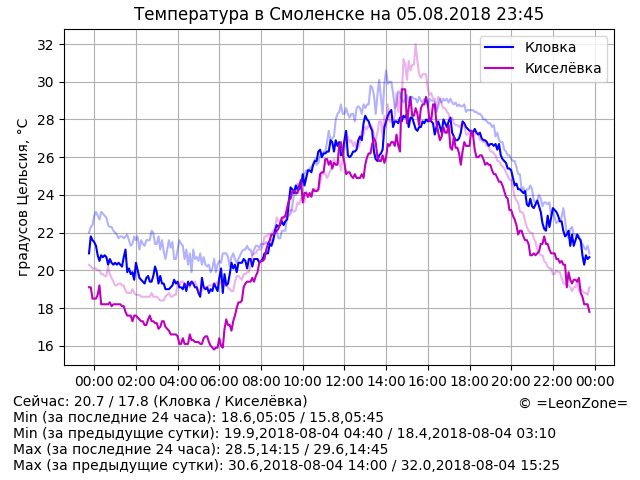 Температура в Смоленске на 05.08.2018 23:45
градусов Цельсия, °C
32
30
28
26
24
22
20
18
16
Кловка
Киселёвка
00:00 02:00 04:00 06:00 08:00 10:00 12:00 14:00 16:00 18:00 20:00 22:00 00:00
Сейчас: 20.7 / 17.8 (Кловка / Киселёвка)
© =LeonZone=
Min (за последние 24 часа): 18.6,05:05 / 15.8,05:45
Min (за предыдущие сутки): 19.9,2018-08-04 04:40 / 18.4,2018-08-04 03:10
Max (за последние 24 часа): 28.5,14:15 / 29.6,14:45
Max (за предыдущие сутки): 30.6,2018-08-04 14:00 / 32.0,2018-08-04 15:25